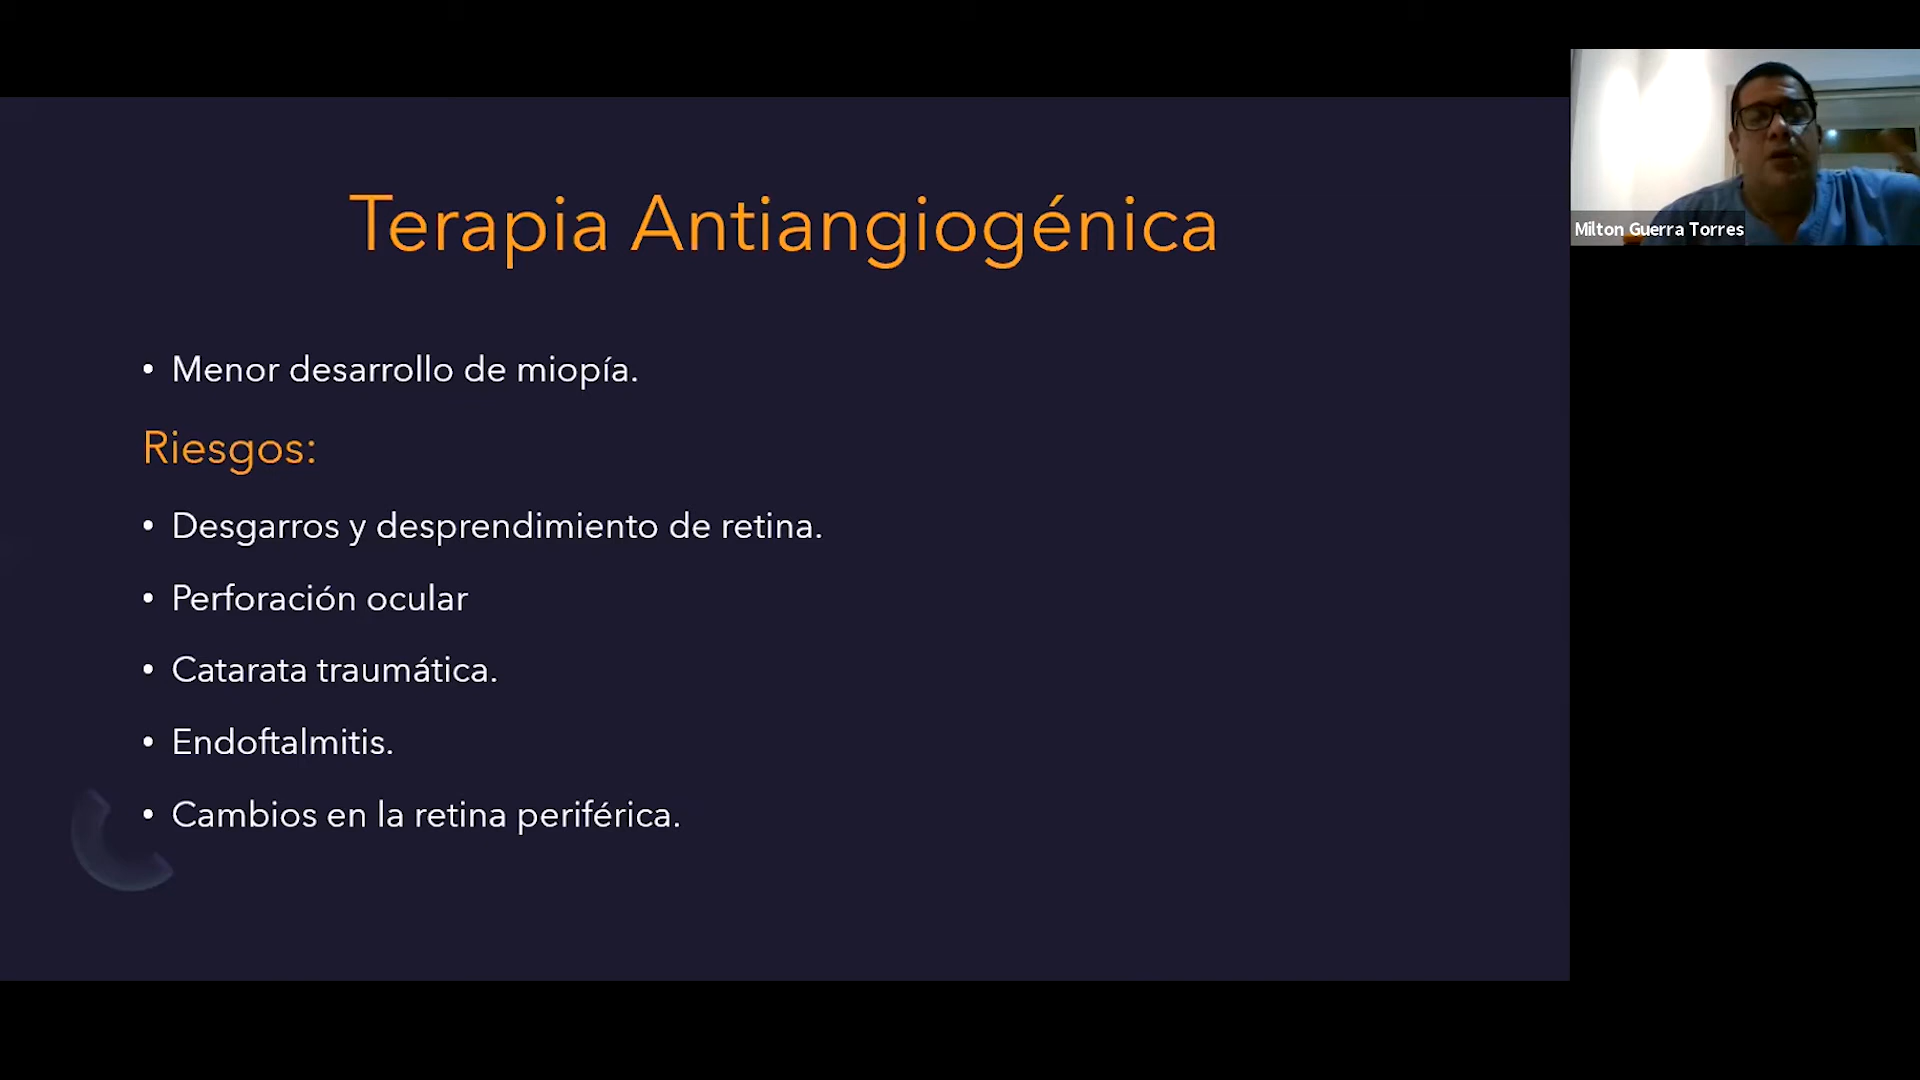 Terapia Antiangiogénica
• Menor desarrollo de miopía.
Riesgos:
• Desgarros y desprendimiento de retina.
• Perforación ocular
• Catarata traumática.
• Endoftalmitis.
• Cambios en la retina periférica.
Milton Guerra Torres